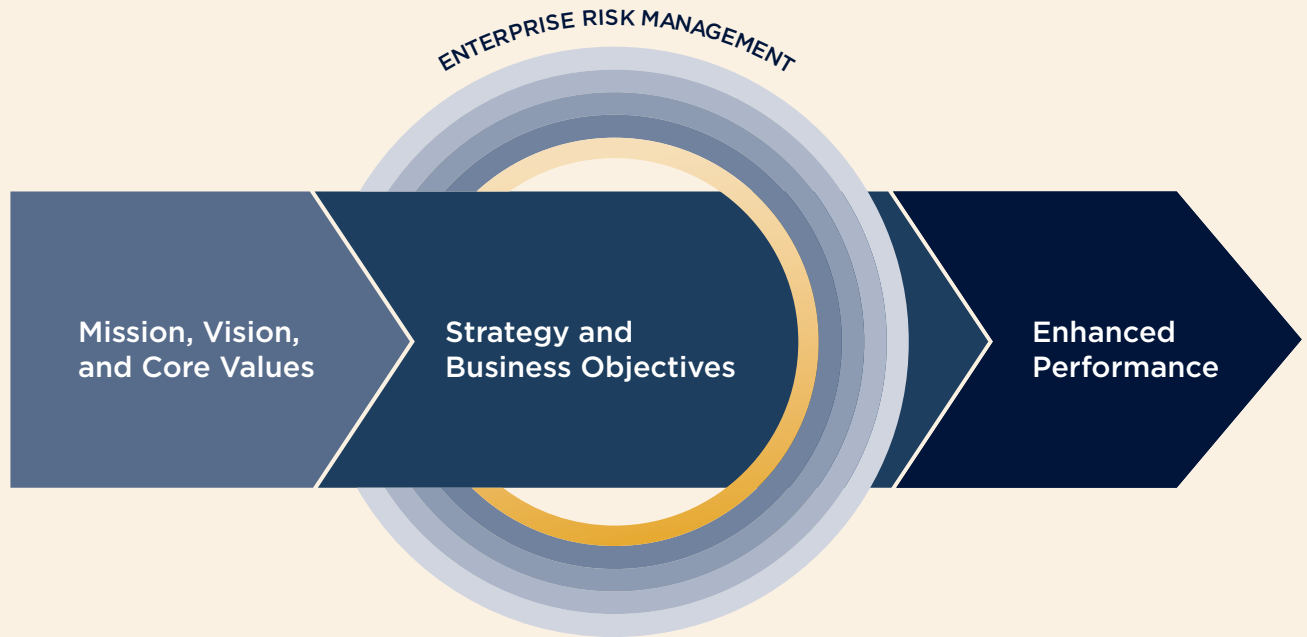 ENTERPRISE RISK MANAGEMENT
Mission, Vision,
and Core Values
Strategy and
Business Objectives
Enhanced
Performance